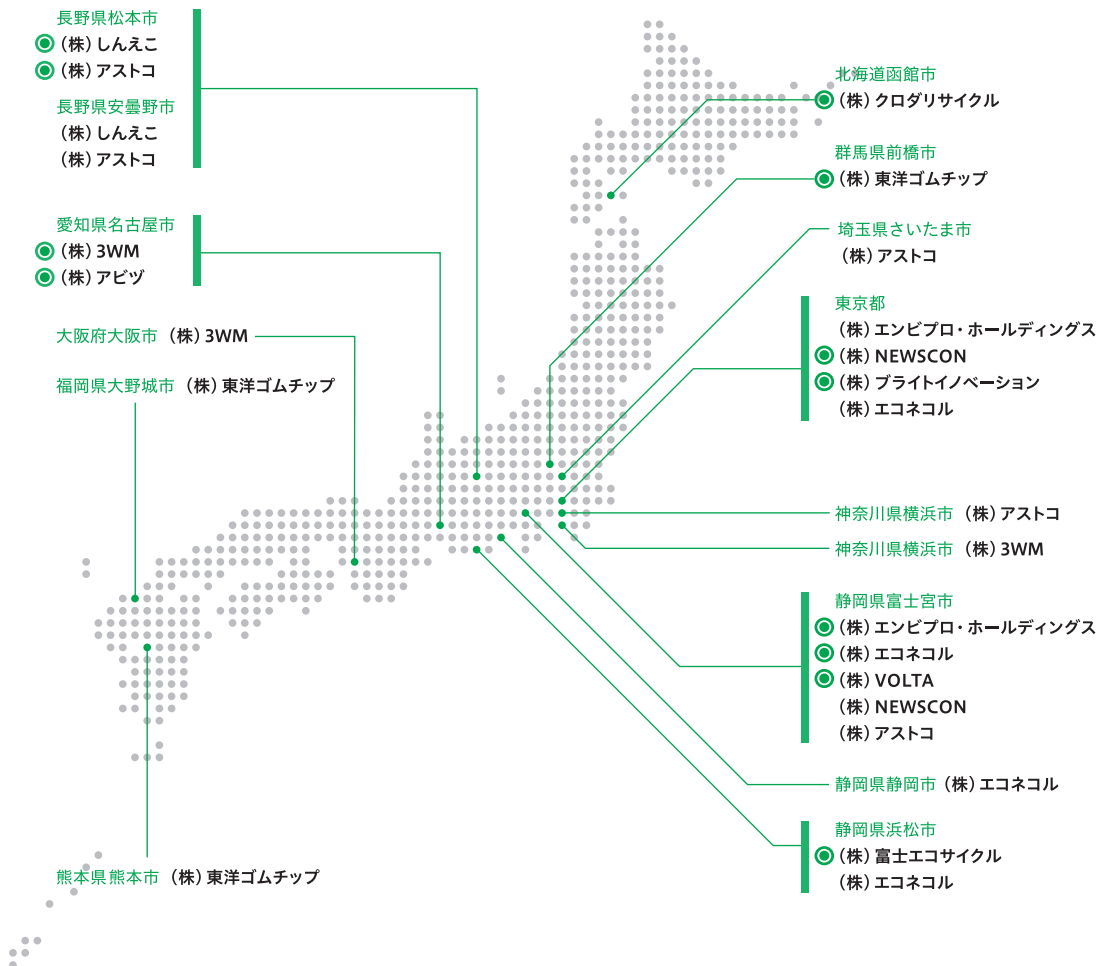 長野県松本市
(株)しんえこ
(株)アストコ
長野県安曇野市
(株)しんえこ
(株)アストコ
愛知県名古屋市
(株)3WM
(株)アビヅ
大阪府大阪市 (株)3WM
福岡県大野城市 (株)東洋ゴムチップ
熊本県熊本市 (株)東洋ゴムチップ
北海道函館市
(株)クロダリサイクル
群馬県前橋市
(株)東洋ゴムチップ
埼玉県さいたま市
(株)アストコ
東京都
(株)エンビプロ・ホールディングス
(株)NEWSCON
(株)ブライトイノベーション
(株)エコネコル
神奈川県横浜市 (株)アストコ
神奈川県横浜市 (株)3WM
静岡県富士宮市
(株)エンビプロ・ホールディングス
(株)エコネコル
(株)VOLTA
(株)NEWSCON
(株)アストコ
静岡県静岡市 (株)エコネコル
静岡県浜松市
(株)富士エコサイクル
(株)エコネコル